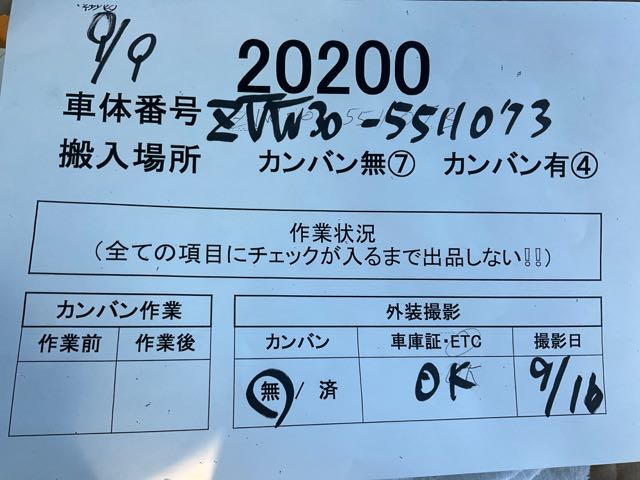 9/9
20200
車体番号 ZVW30-5511073
搬入場所 カンバン無⑦ カンバン有④
作業状況
(全ての項目にチェックが入るまで出品しない!!)
カンバン作業
作業前 作業後
外装撮影
カンバン 車庫証・ETC 撮影日
無/済 OK 9/16